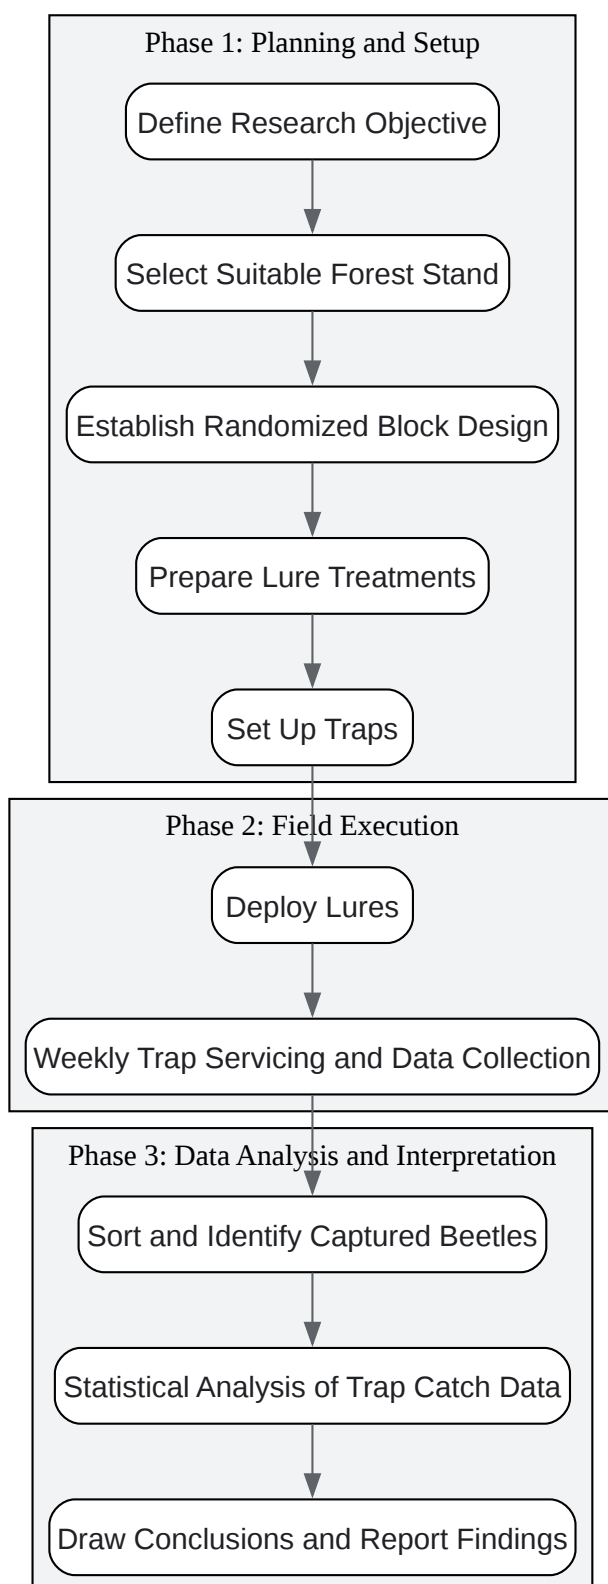 Phase 1: Planning and Setup
Define Research Objective
Select Suitable Forest Stand
Establish Randomized Block Design
Prepare Lure Treatments
Set Up Traps
Phase 2: Field Execution
Deploy Lures
Weekly Trap Servicing and Data Collection
Phase 3: Data Analysis and Interpretation
Sort and Identify Captured Beetles
Statistical Analysis of Trap Catch Data
Draw Conclusions and Report Findings